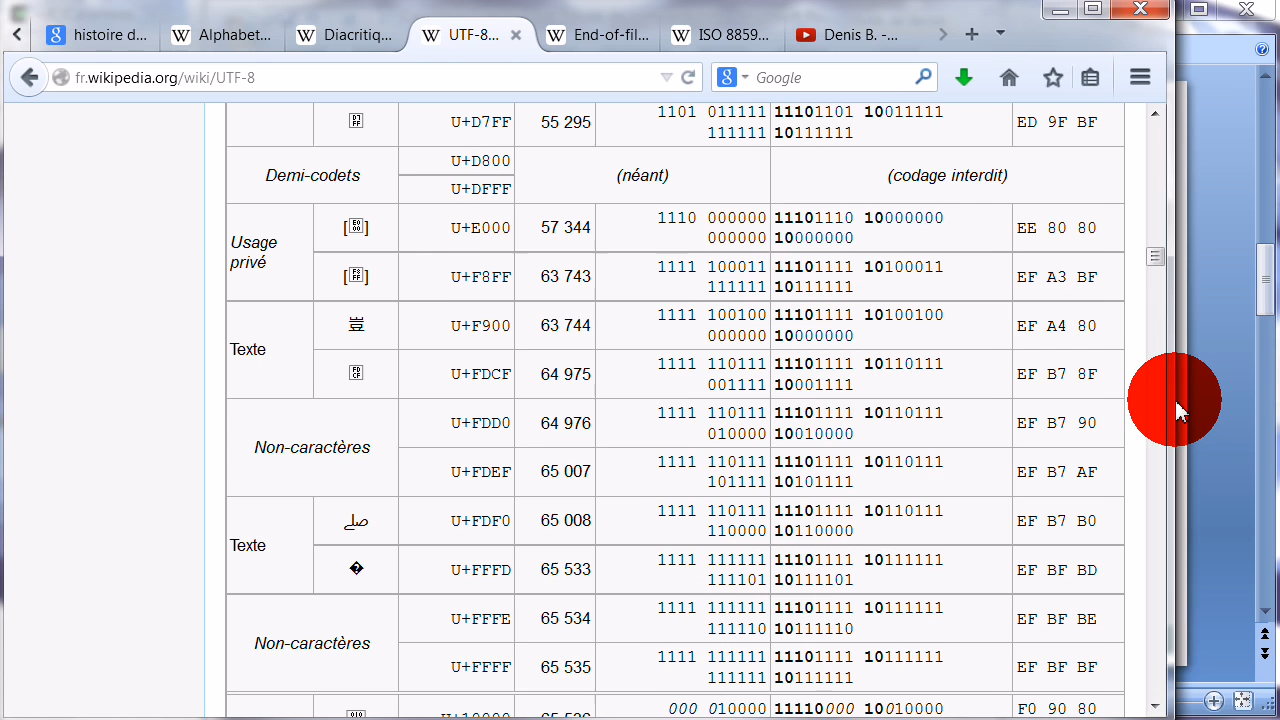 histoire d... Alphabet... Diacritiq... UTF-8... End-of-fil... ISO 8859... Denis B. -...
fr.wikipedia.org/wiki/UTF-8 Google
U+D7FF 55 295 1101 011111 11101101 10011111 ED 9F BF
111111 10111111
Demi-codets U+D800 (néant) (codage interdit)
U+DFFF
Usage privé U+E000 57 344 1110 000000 11101110 10000000 EE 80 80
000000 10000000
U+F8FF 63 743 1111 100011 11101111 10100011 EF A3 BF
111111 10111111
Texte 豈 U+F900 63 744 1111 100100 11101111 10100100 EF A4 80
000000 10000000
U+FDCF 64 975 1111 110111 11101111 10110111 EF B7 8F
001111 10001111
Non-caractères U+FDD0 64 976 1111 110111 11101111 10110111 EF B7 90
010000 10010000
U+FDEF 65 007 1111 110111 11101111 10110111 EF B7 AF
101111 10101111
Texte ﷰ U+FDF0 65 008 1111 110111 11101111 10110111 EF B7 B0
110000 10110000
� U+FFFD 65 533 1111 111111 11101111 10111111 EF BF BD
111101 10111101
Non-caractères U+FFFE 65 534 1111 111111 11101111 10111111 EF BF BE
111110 10111110
U+FFFF 65 535 1111 111111 11101111 10111111 EF BF BF
111111 10111111
U+10000 65 536 000 010000 11110000 10010000 F0 90 80